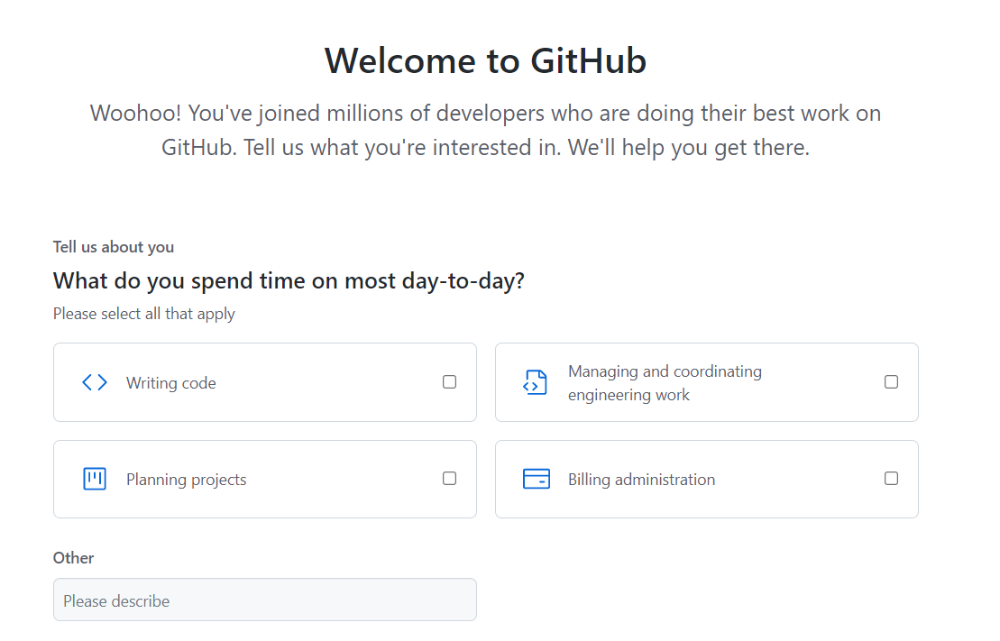 Welcome to GitHub
Woohoo! You've joined millions of developers who are doing their best work on
GitHub. Tell us what you're interested in. We'll help you get there.
Tell us about you
What do you spend time on most day-to-day?
Please select all that apply
Writing code
Managing and coordinating
engineering work
Planning projects
Billing administration
Other
Please describe